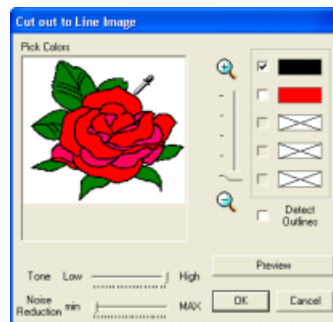 Cut out to Line Image
Pick Colors
Detect
Outlines
Preview
Tone Low High
Noise
Reduction min MAX
OK Cancel